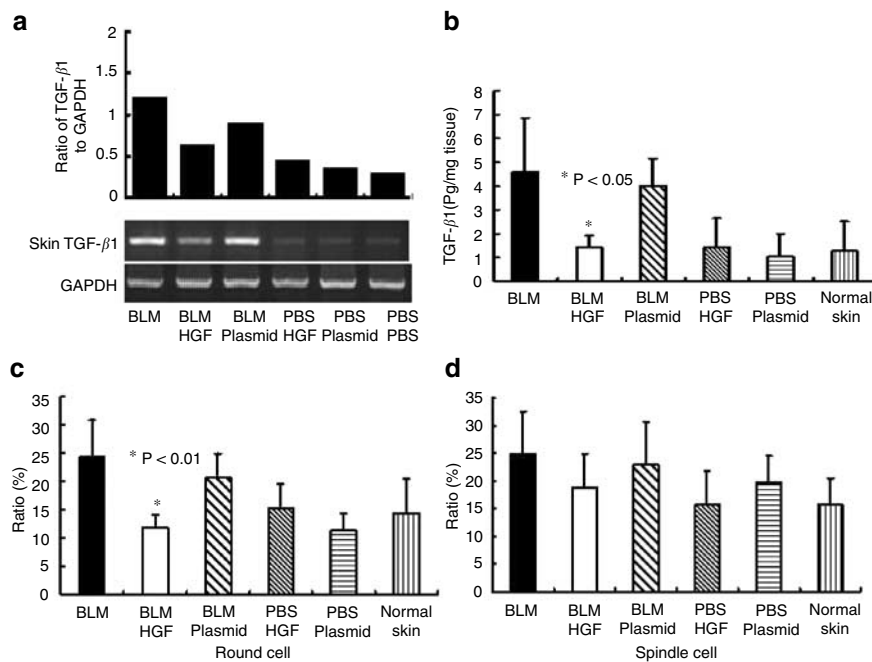 a
2
1.5
1
0.5
0
Ratio of TGF-β1
to GAPDH
Skin TGF-β1
GAPDH
BLM BLM BLM PBS PBS PBS
HGF Plasmid HGF Plasmid PBS
b
8
7
6
5
4
3
2
1
0
TGF-β1(Pg/mg tissue)
* P < 0.05
*
BLM BLM BLM PBS PBS Normal
HGF Plasmid HGF Plasmid skin
c
35
30
25
20
15
10
5
0
Ratio (%)
* P < 0.01
*
BLM BLM BLM PBS PBS Normal
HGF Plasmid HGF Plasmid skin
Round cell
d
35
30
25
20
15
10
5
0
Ratio (%)
BLM BLM BLM PBS PBS Normal
HGF Plasmid HGF Plasmid skin
Spindle cell